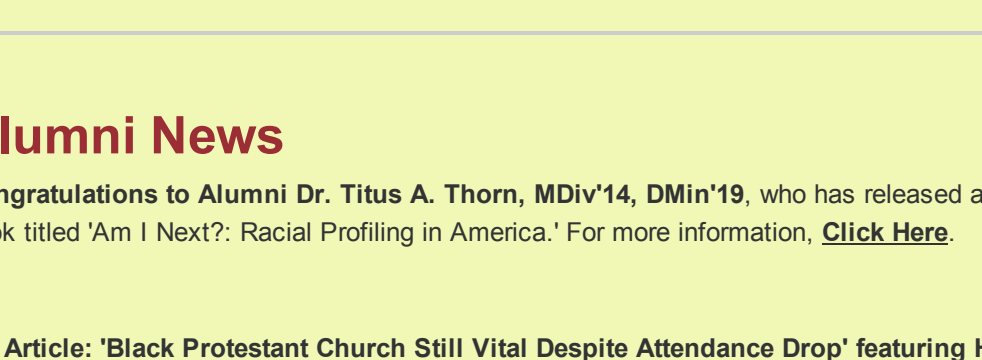 lumni News
ngratulations to Alumni Dr. Titus A. Thorn, MDiv'14, DMin'19, who has released a
ok titled 'Am I Next?: Racial Profiling in America.' For more information, Click Here.
Article: 'Black Protestant Church Still Vital Despite Attendance Drop' featuring H